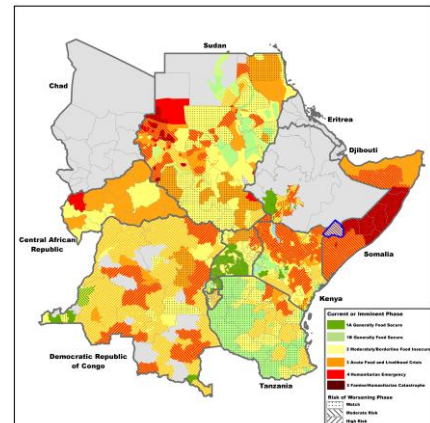 Sudan
Chad
Eritrea
Djibouti
Central African
Republic
Somalia
Kenya
Democratic Republic
of Congo
Tanzania
Current or Imminent Phase
1A Generally Food Secure
1B Generally Food Secure
2 Moderately/Borderline Food Insecure
3 Acute Food and Livelihood Crisis
4 Humanitarian Emergency
5 Famine/Humanitarian Catastrophe
Risk of Worsening Phase
Watch
Moderate Risk
High Risk